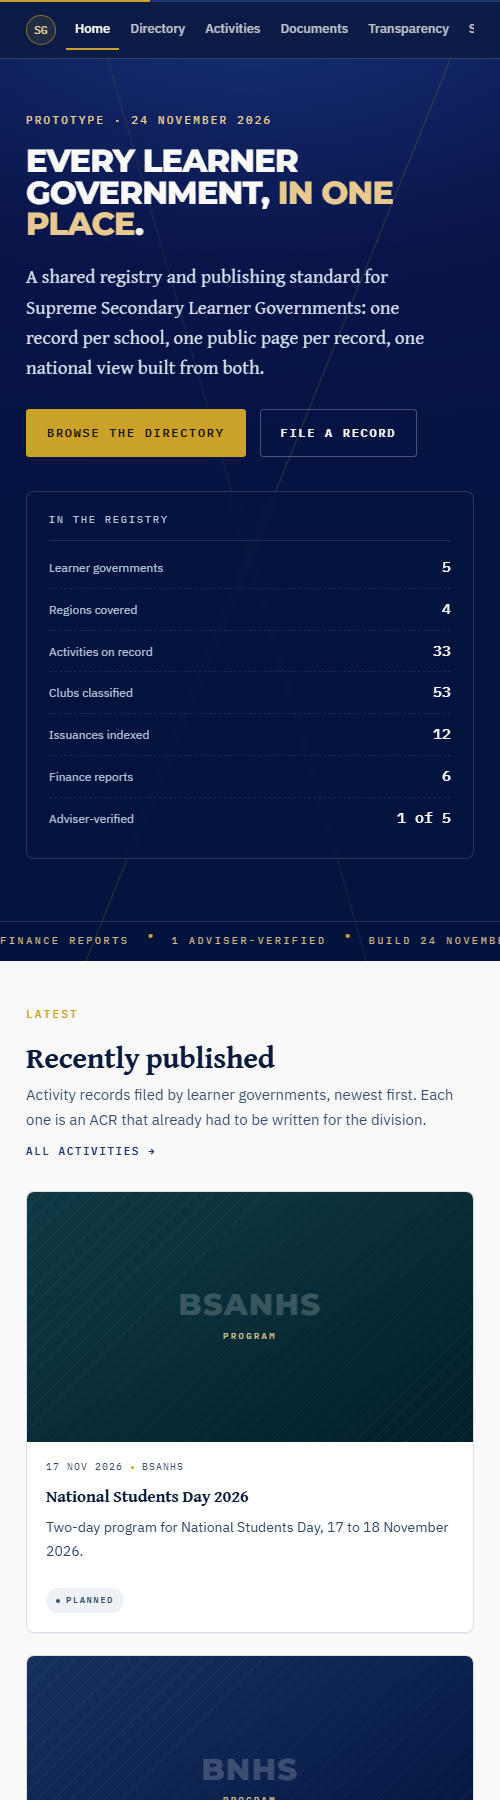 SG Home Directory Activities Documents Transparency
PROTOTYPE · 24 NOVEMBER 2026
EVERY LEARNER
GOVERNMENT, IN ONE
PLACE.
A shared registry and publishing standard for
Supreme Secondary Learner Governments: one
record per school, one public page per record, one
national view built from both.
BROWSE THE DIRECTORY FILE A RECORD
IN THE REGISTRY
Learner governments 5
Regions covered 4
Activities on record 33
Clubs classified 53
Issuances indexed 12
Finance reports 6
Adviser-verified 1 of 5
FINANCE REPORTS • 1 ADVISER-VERIFIED • BUILD 24 NOVEMBE
LATEST
Recently published
Activity records filed by learner governments, newest first. Each
one is an ACR that already had to be written for the division.
ALL ACTIVITIES →
BSANHS
PROGRAM
17 NOV 2026 • BSANHS
National Students Day 2026
Two-day program for National Students Day, 17 to 18 November
2026.
• PLANNED
BNHS
PROGRAM